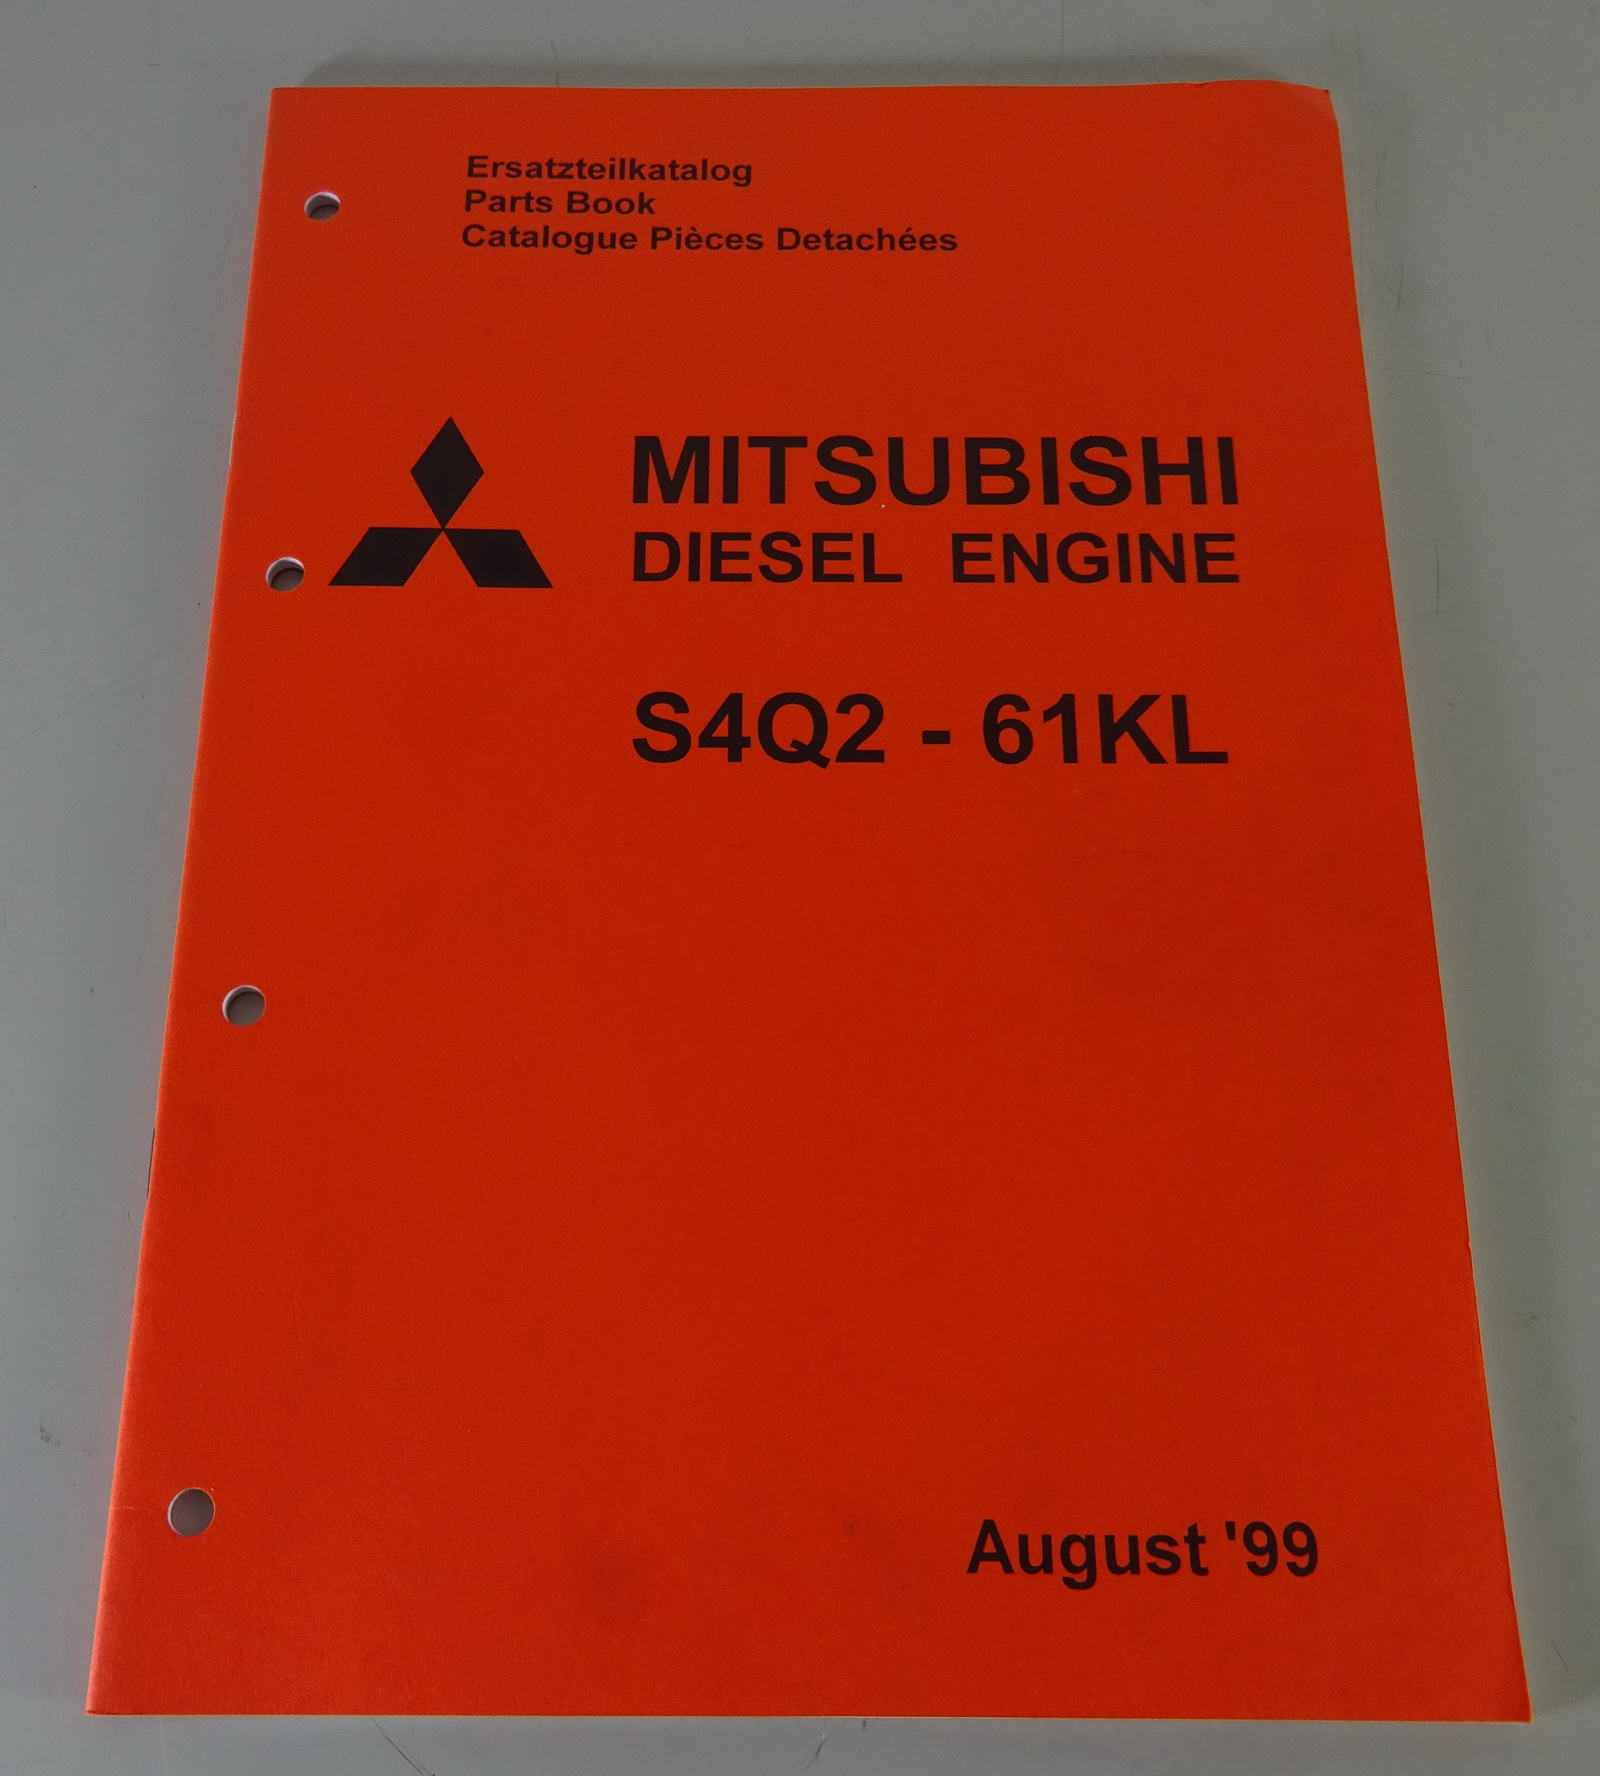 Ersatzteilkatalog
Parts Book
Catalogue Pièces Detachées
MITSUBISHI
DIESEL ENGINE
S4Q2 - 61KL
August '99